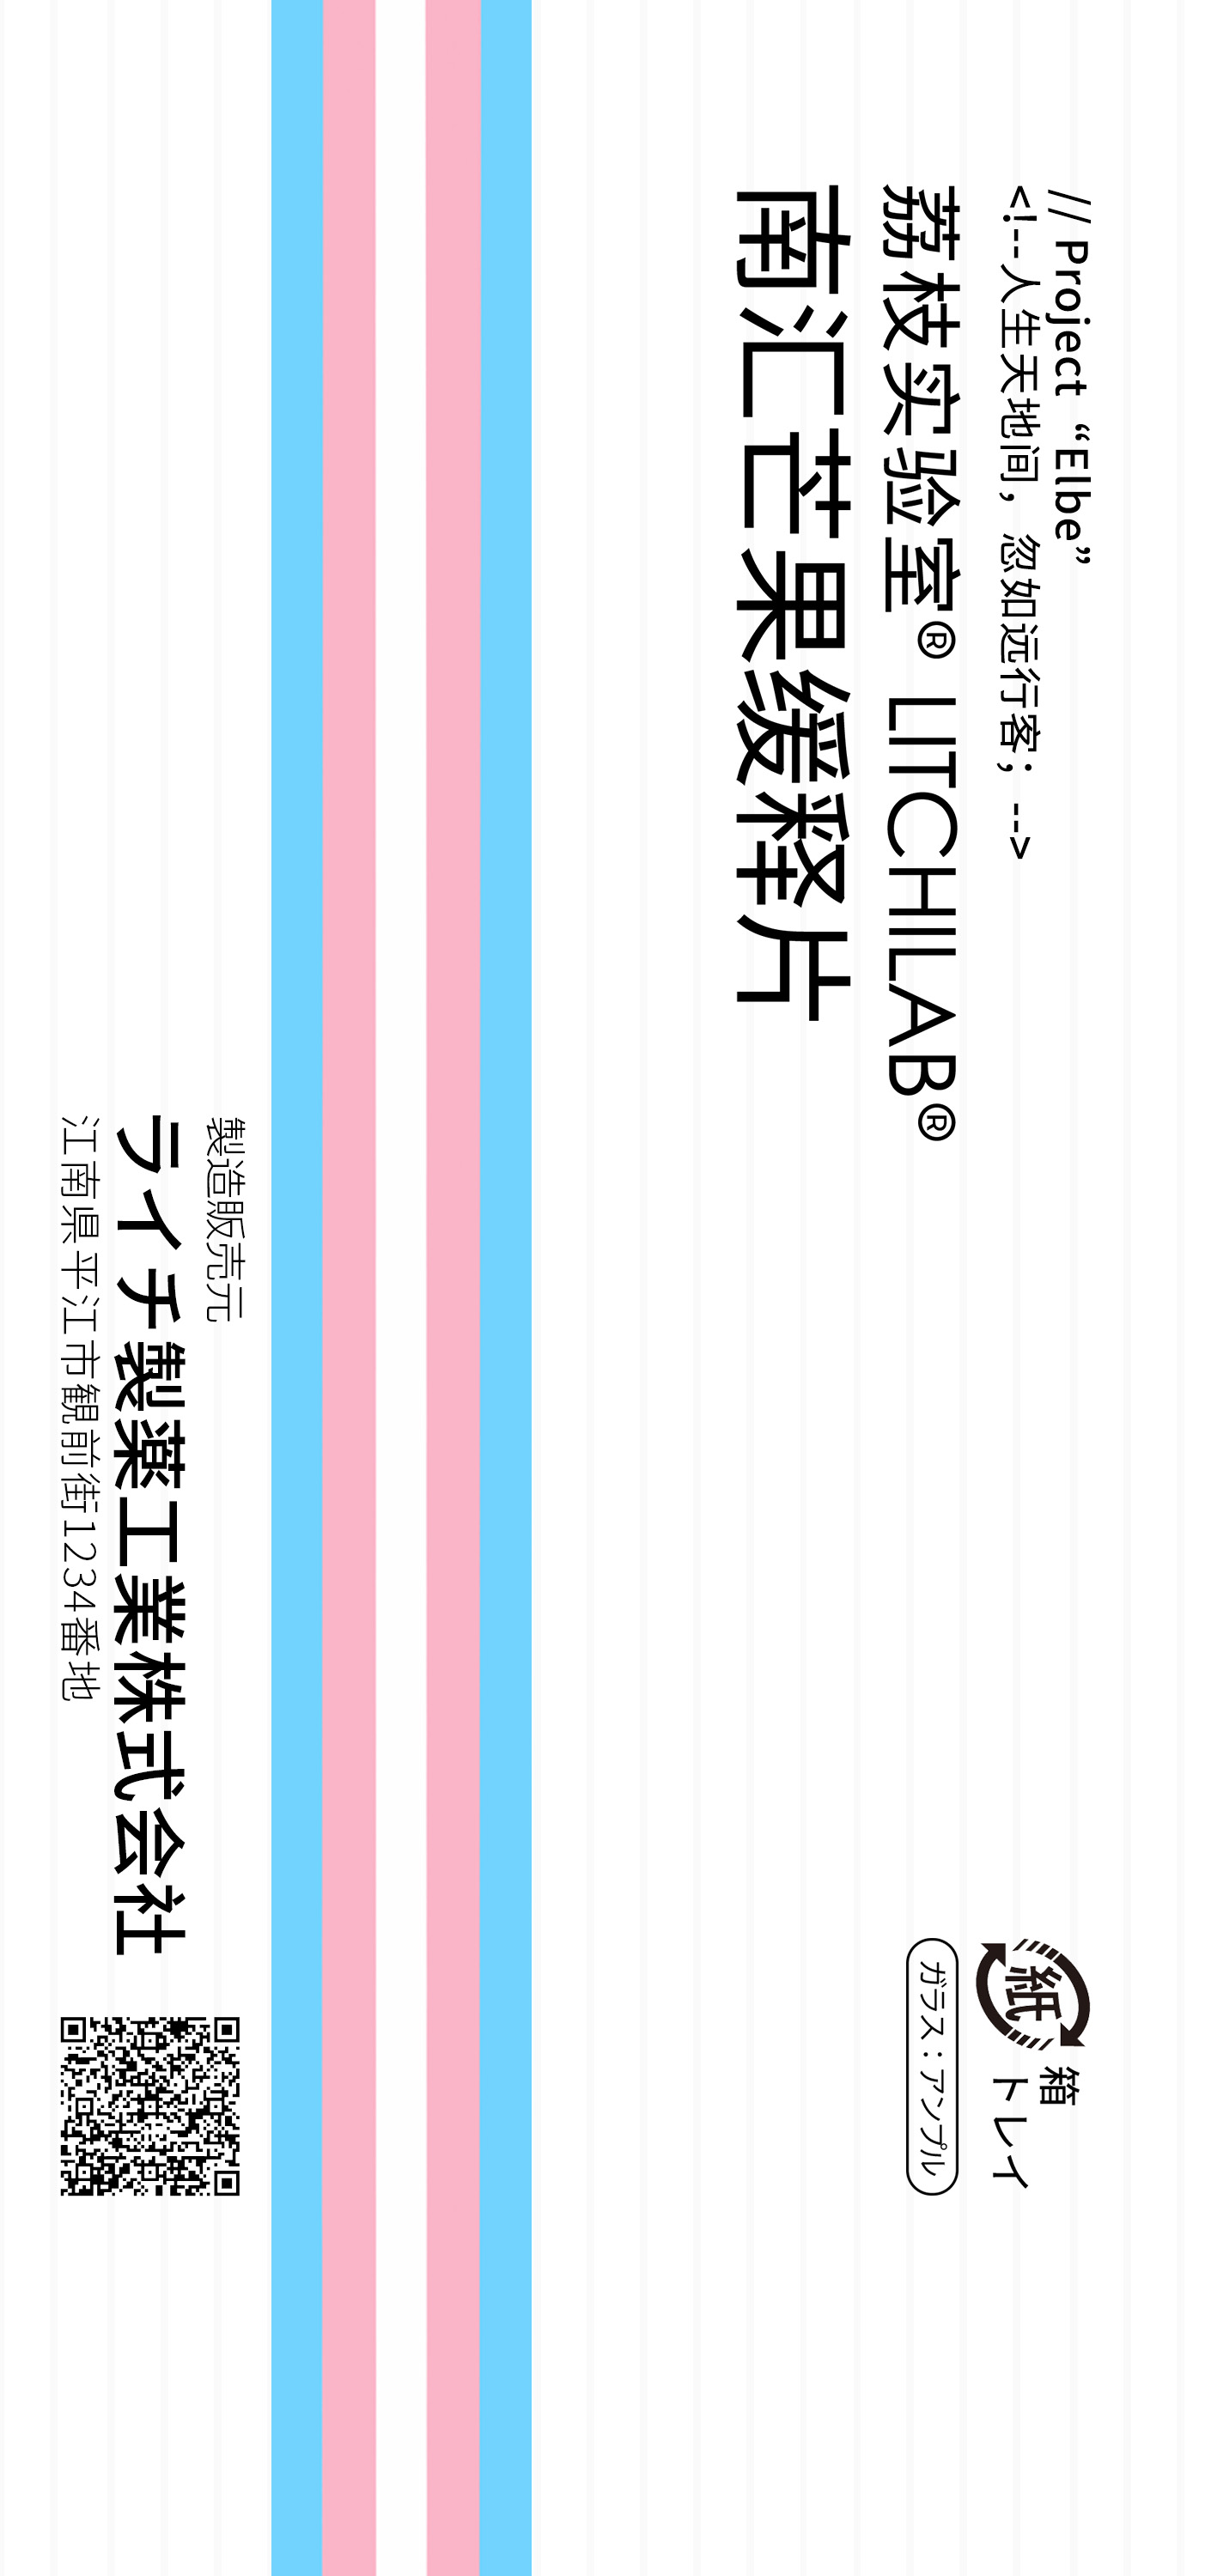 // Project “Elbe”
<!--人生天地间，忽如远行客；-->
荔枝实验室® LITCHILAB®
南汇芒果缓释片
紙
箱
トレイ
ガラス：アンプル
製造販売元
ライチ製薬工業株式会社
江南県平江市観前街1234番地